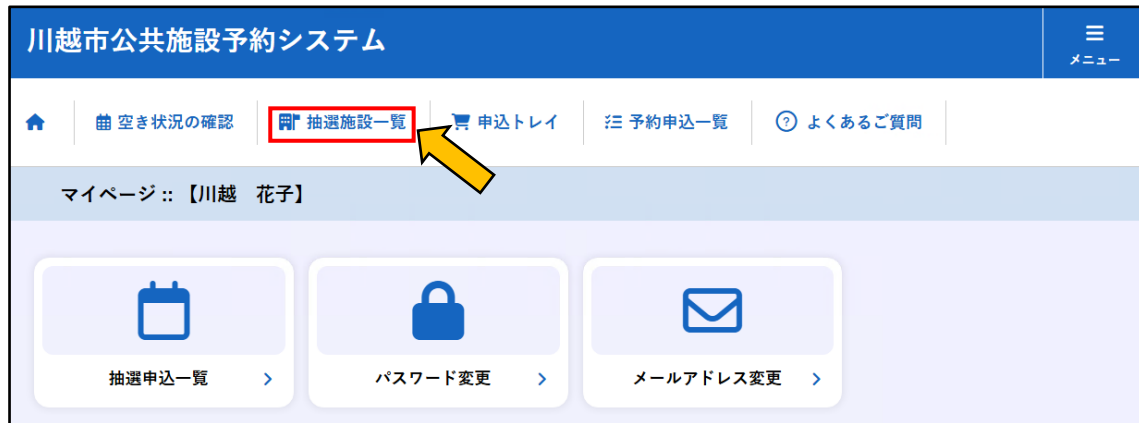 川越市公共施設予約システム
メニュー
空き状況の確認
抽選施設一覧
申込トレイ
予約申込一覧
よくあるご質問
マイページ :: 【川越　花子】
抽選申込一覧
パスワード変更
メールアドレス変更